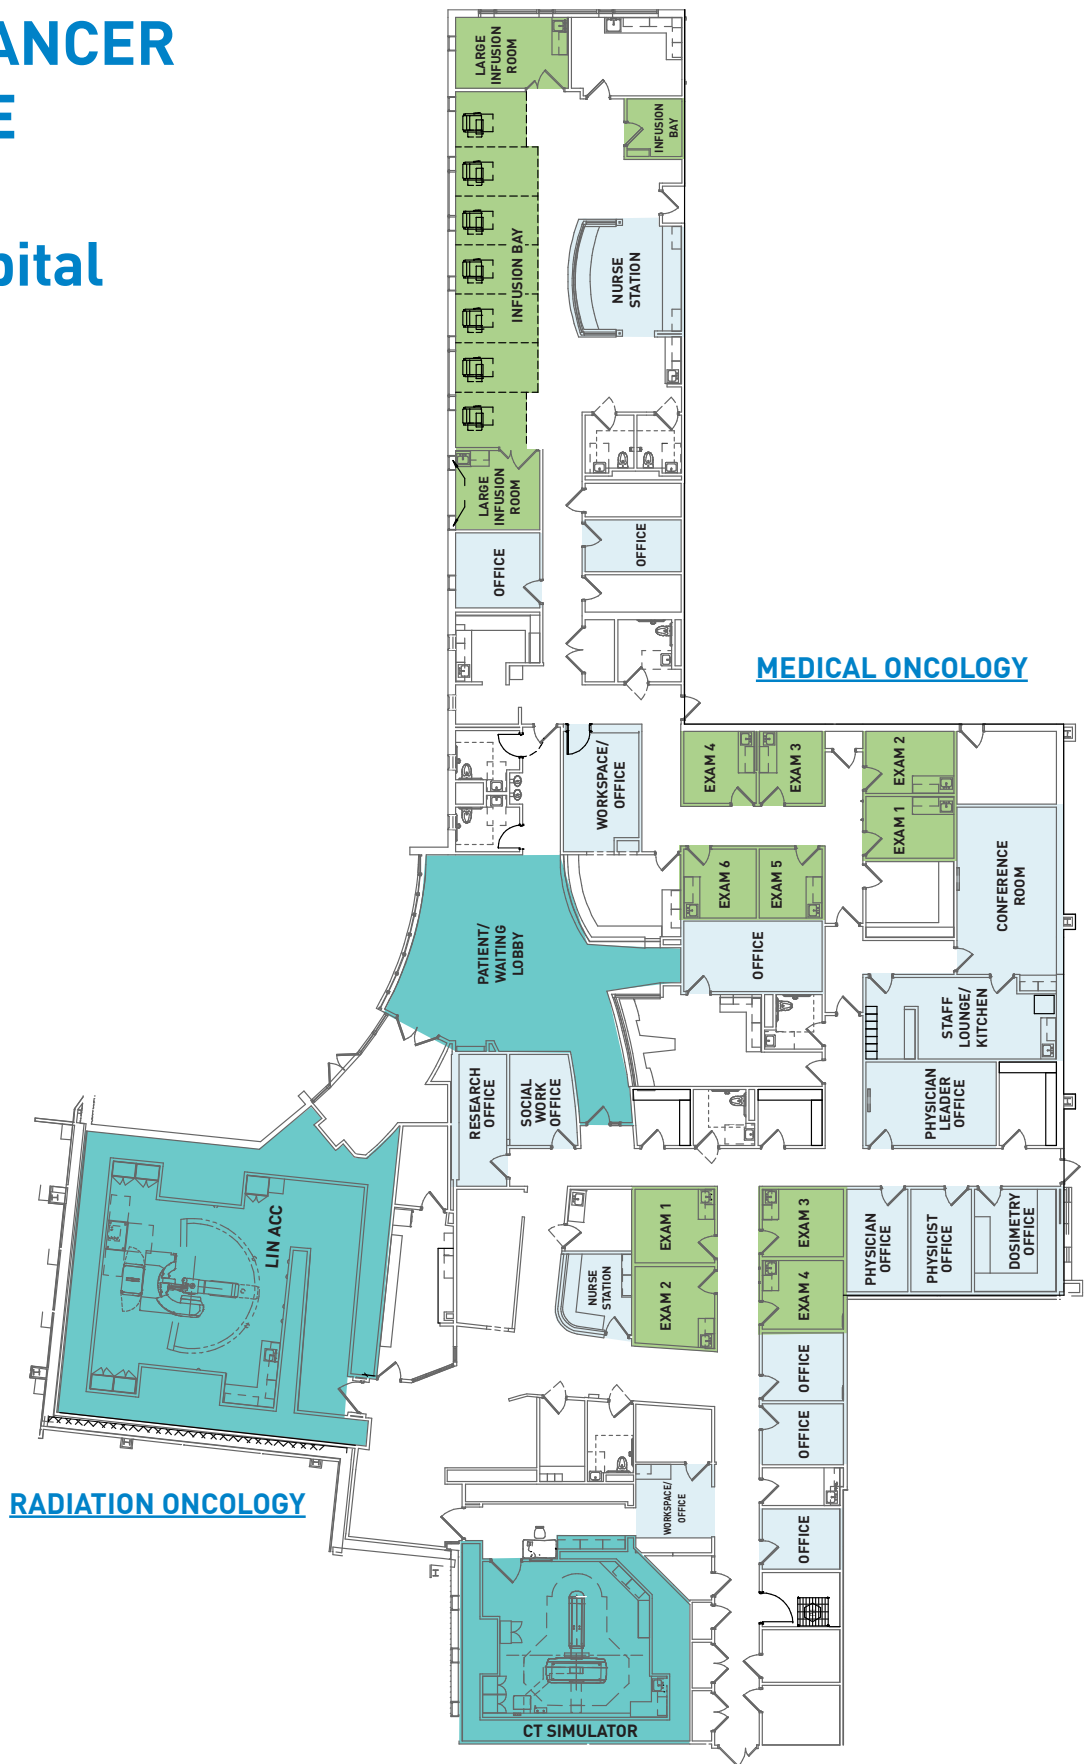 ANCER
E
pital
LARGE
INFUSION
ROOM
INFUSION
BAY
INFUSION BAY
NURSE
STATION
LARGE
INFUSION
ROOM
OFFICE
OFFICE
MEDICAL ONCOLOGY
WORKSPACE/
OFFICE
EXAM 4
EXAM 3
EXAM 2
EXAM 1
EXAM 6
EXAM 5
CONFERENCE
ROOM
PATIENT/
WAITING
LOBBY
OFFICE
STAFF
LOUNGE/
KITCHEN
RESEARCH
OFFICE
SOCIAL
WORK
OFFICE
PHYSICIAN
LEADER
OFFICE
LIN ACC
EXAM 1
EXAM 3
PHYSICIAN
OFFICE
PHYSICIST
OFFICE
DOSIMETRY
OFFICE
NURSE
STATION
EXAM 2
EXAM 4
OFFICE
OFFICE
RADIATION ONCOLOGY
WORKSPACE/
OFFICE
OFFICE
CT SIMULATOR